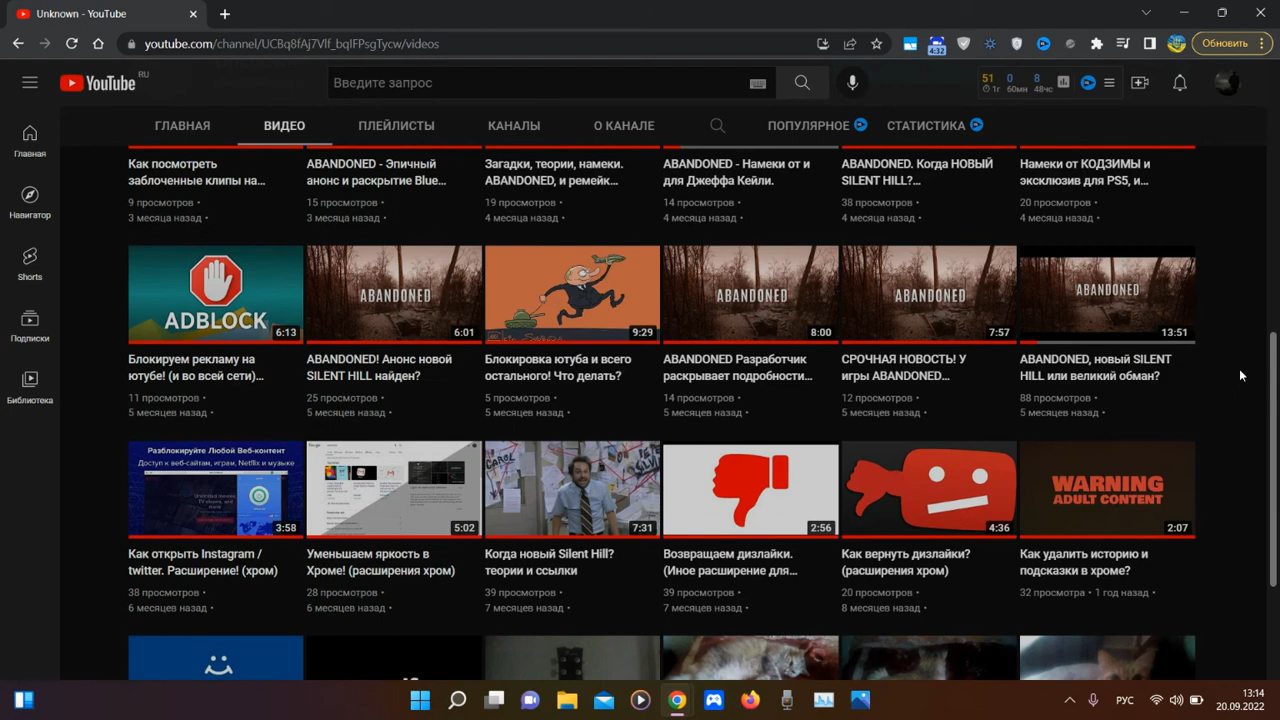 Unknown - YouTube
youtube.com/channel/UCBq8fAj7Vlf_bqlFPsgTycw/videos
4:32
Обновить
YouTube RU
Введите запрос
51 0 8
1г 60мн 48чс
ГЛАВНАЯ ВИДЕО ПЛЕЙЛИСТЫ КАНАЛЫ О КАНАЛЕ ПОПУЛЯРНОЕ СТАТИСТИКА
Главная
Навигатор
Shorts
Подписки
Библиотека
Как посмотреть
заблоченные клипы на...
9 просмотров •
3 месяца назад •
ABANDONED - Эпичный
анонс и раскрытие Blue...
15 просмотров •
3 месяца назад •
Загадки, теории, намеки.
ABANDONED, и ремейк...
19 просмотров •
4 месяца назад •
ABANDONED - Намеки от и
для Джеффа Кейли.
14 просмотров •
4 месяца назад •
ABANDONED. Когда НОВЫЙ
SILENT HILL?...
38 просмотров •
4 месяца назад •
Намеки от КОДЗИМЫ и
эксклюзив для PS5, и...
20 просмотров •
4 месяца назад •
ADBLOCK
6:13
Блокируем рекламу на
ютубе! (и во всей сети)...
11 просмотров •
5 месяцев назад •
ABANDONED
6:01
ABANDONED! Анонс новой
SILENT HILL найден?
25 просмотров •
5 месяцев назад •
9:29
Блокировка ютуба и всего
остального! Что делать?
5 просмотров •
5 месяцев назад •
ABANDONED
8:00
ABANDONED Разработчик
раскрывает подробности...
14 просмотров •
5 месяцев назад •
ABANDONED
7:57
СРОЧНАЯ НОВОСТЬ! У
игры ABANDONED...
12 просмотров •
5 месяцев назад •
ABANDONED
13:51
ABANDONED, новый SILENT
HILL или великий обман?
88 просмотров •
5 месяцев назад •
Разблокируйте Любой Веб-контент
Доступ к веб-сайтам, играм, Netflix и музыке
3:58
Как открыть Instagram /
twitter. Расширение! (хром)
38 просмотров •
6 месяцев назад •
5:02
Уменьшаем яркость в
Хроме! (расширения хром)
28 просмотров •
6 месяцев назад •
7:31
Когда новый Silent Hill?
теории и ссылки
39 просмотров •
7 месяцев назад •
2:56
Возвращаем дизлайки.
(Иное расширение для...
39 просмотров •
7 месяцев назад •
4:36
Как вернуть дизлайки?
(расширения хром)
20 просмотров •
8 месяцев назад •
WARNING
ADULT CONTENT
2:07
Как удалить историю и
подсказки в хроме?
32 просмотра • 1 год назад •
РУС
13:14
20.09.2022